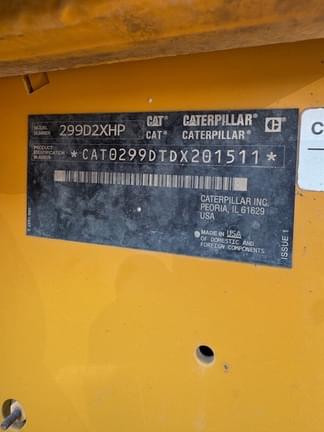 MODEL NUMBER 299D2XHP CAT CATERPILLAR C
CAT CATERPILLAR
PRODUCT IDENTIFICATION NUMBER *CAT0299DTDX201511*
CATERPILLAR INC.
PEORIA, IL 61629
USA
MADE IN USA
OF DOMESTIC AND
FOREIGN COMPONENTS
ISSUE 1
C